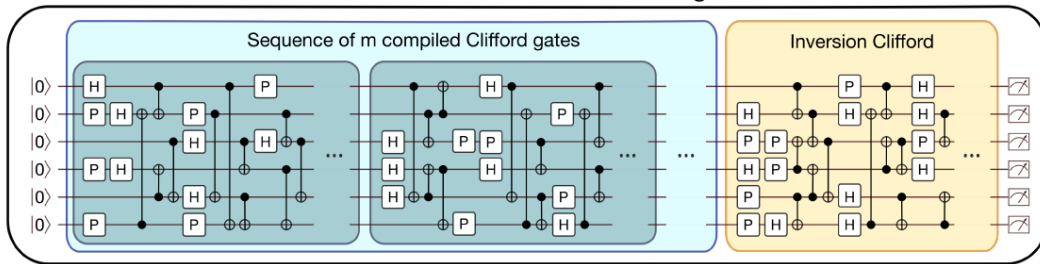 Sequence of m compiled Clifford gates Inversion Clifford
|0⟩ H P H P H
|0⟩ P H P P H H H
|0⟩ H H H P P P P P
... ... ... ...
|0⟩ P H H H H P H
|0⟩ H H P P H
|0⟩ P P P H P H H